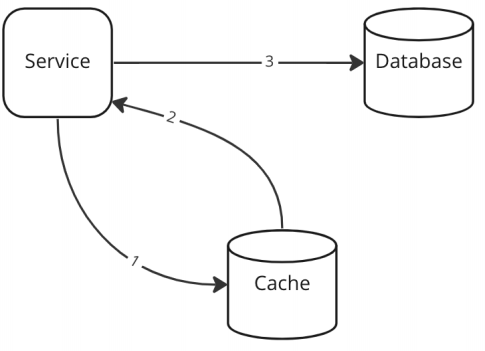 Service
3
Database
2
1
Cache